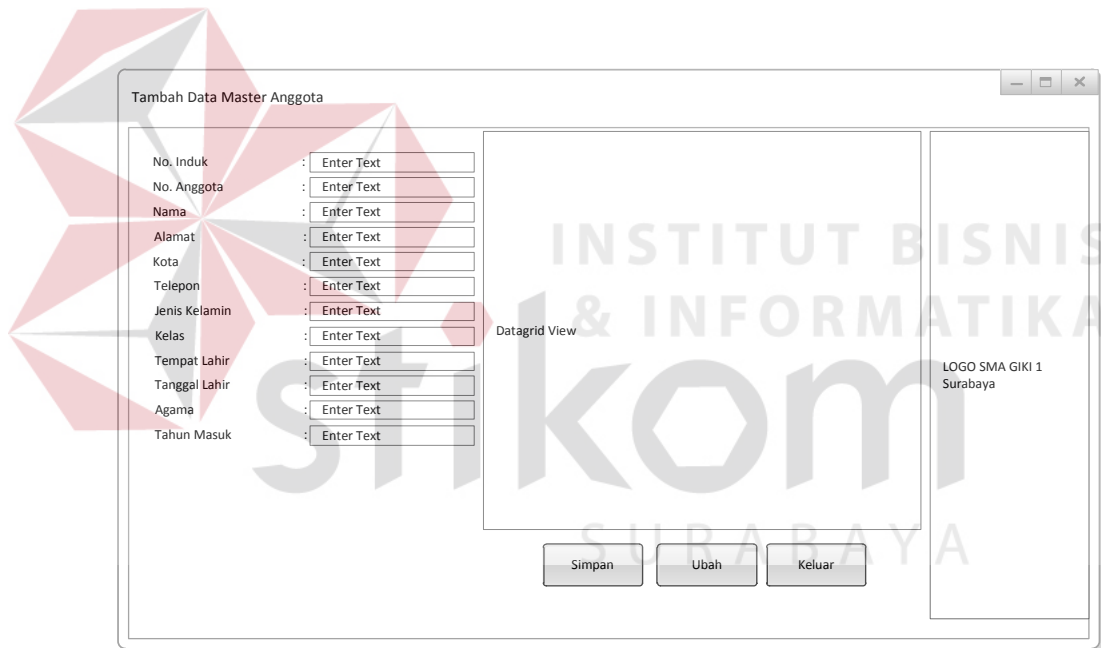 Tambah Data Master Anggota
No. Induk : Enter Text
No. Anggota : Enter Text
Nama : Enter Text
Alamat : Enter Text
Kota : Enter Text
Telepon : Enter Text
Jenis Kelamin : Enter Text
Kelas : Enter Text
Tempat Lahir : Enter Text
Tanggal Lahir : Enter Text
Agama : Enter Text
Tahun Masuk : Enter Text
Datagrid View
LOGO SMA GIKI 1
Surabaya
Simpan Ubah Keluar
INSTITUT BISNIS
& INFORMATIKA
stikom
SURABAYA